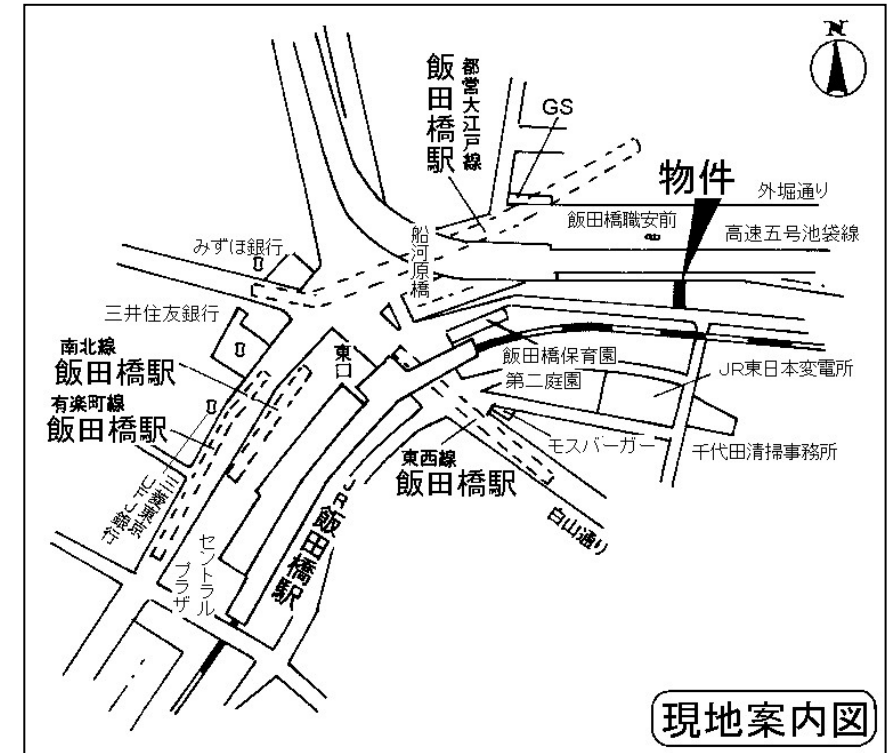 N
都営大江戸線
飯田橋駅
GS
物件
外堀通り
飯田橋職安前
高速五号池袋線
船河原橋
みずほ銀行
三井住友銀行
南北線
飯田橋駅
有楽町線
飯田橋駅
東口
飯田橋保育園
第二庭園
JR東日本変電所
モスバーガー
千代田清掃事務所
東西線
飯田橋駅
白山通り
三菱東京
UFJ銀行
JR飯田橋駅
セントラル
プラザ
現地案内図